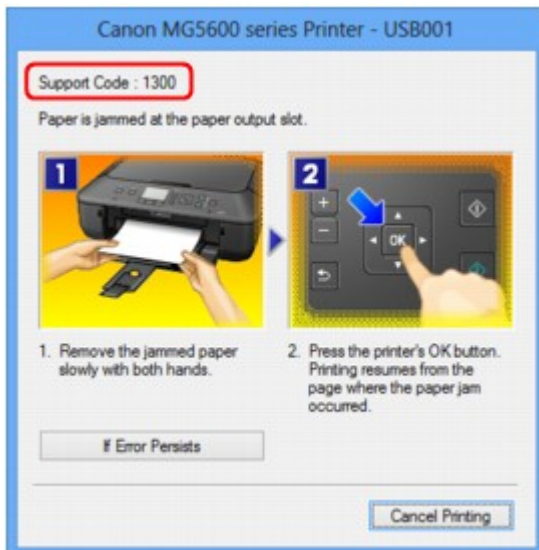 Canon MG5600 series Printer - USB001
Support Code : 1300
Paper is jammed at the paper output slot.
1
2
+
−
OK
1. Remove the jammed paper
slowly with both hands.
2. Press the printer's OK button.
Printing resumes from the
page where the paper jam
occurred.
If Error Persists
Cancel Printing